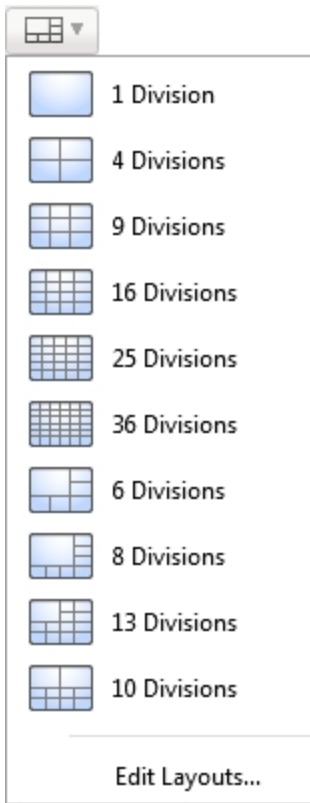 1 Division
4 Divisions
9 Divisions
16 Divisions
25 Divisions
36 Divisions
6 Divisions
8 Divisions
13 Divisions
10 Divisions
Edit Layouts...